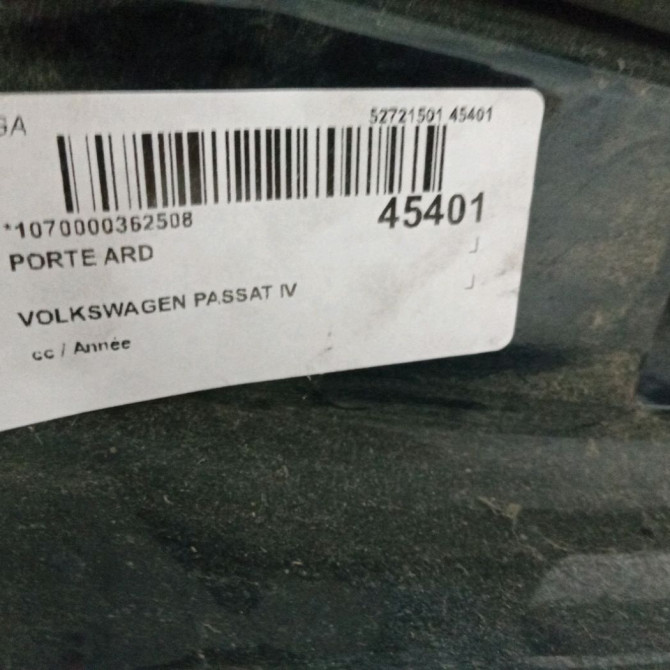 GA
52721501 45401
*1070000362508
45401
PORTE ARD
VOLKSWAGEN PASSAT IV
cc / Année